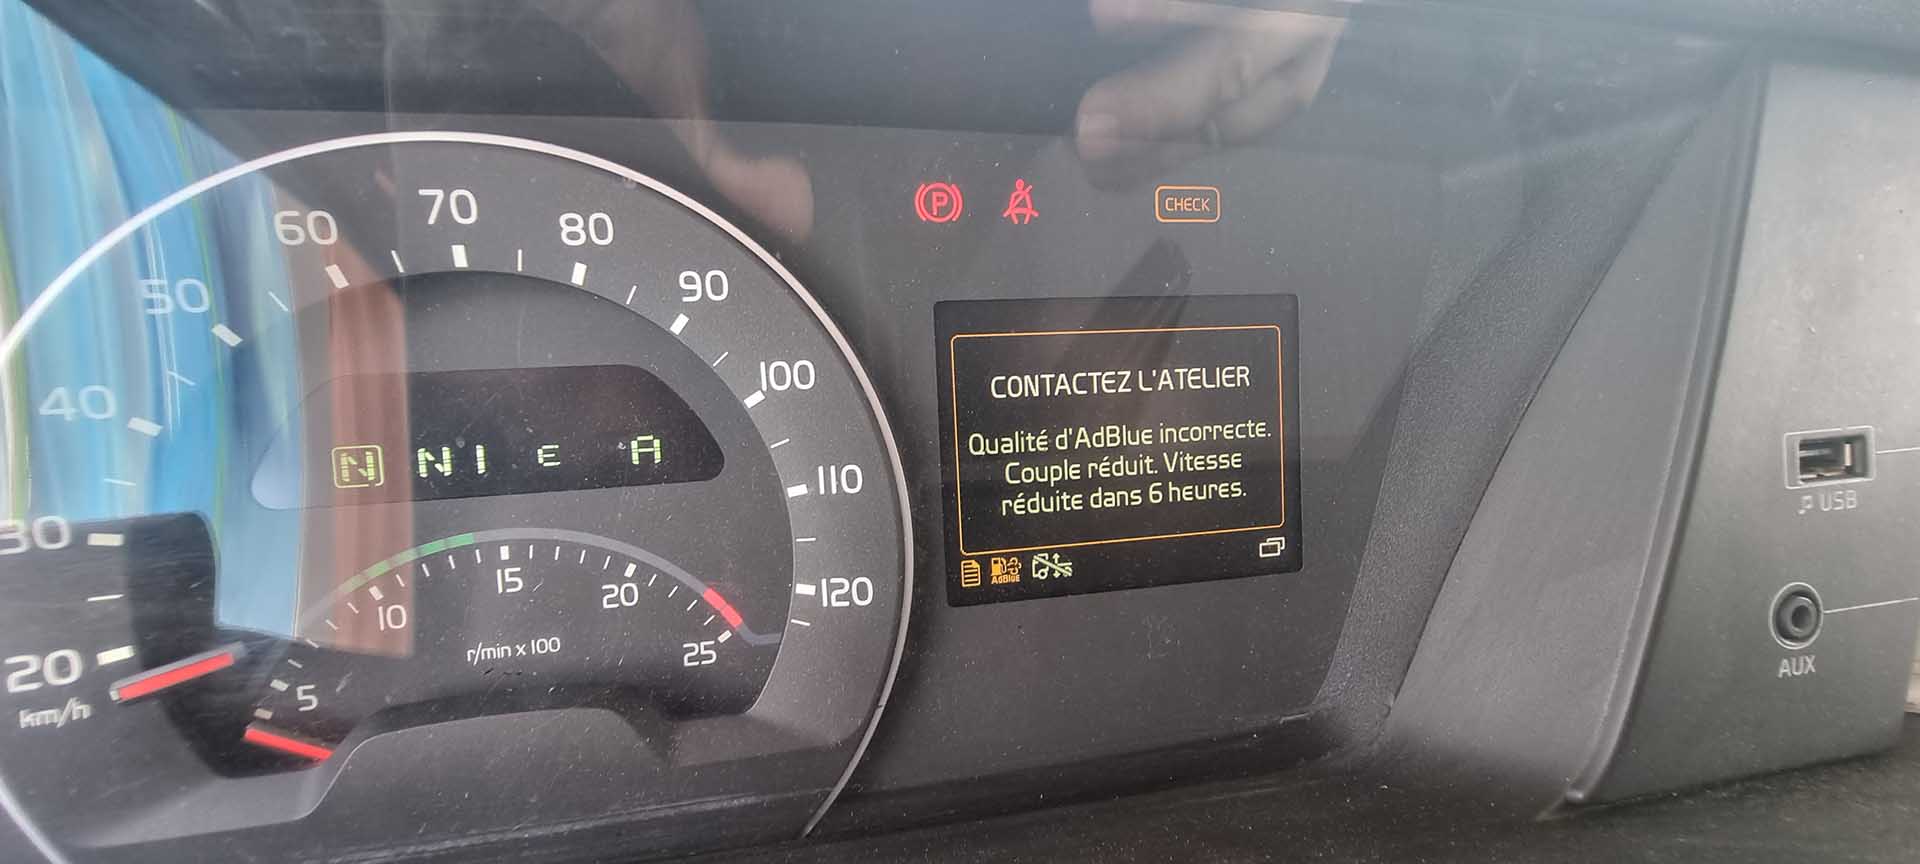 20
30
40
50
60
70
80
90
100
110
120
km/h
N N I E A
5
10
15
20
25
r/min x 100
P
CHECK
CONTACTEZ L'ATELIER
Qualité d'AdBlue incorrecte.
Couple réduit. Vitesse
réduite dans 6 heures.
AdBlue
USB
AUX